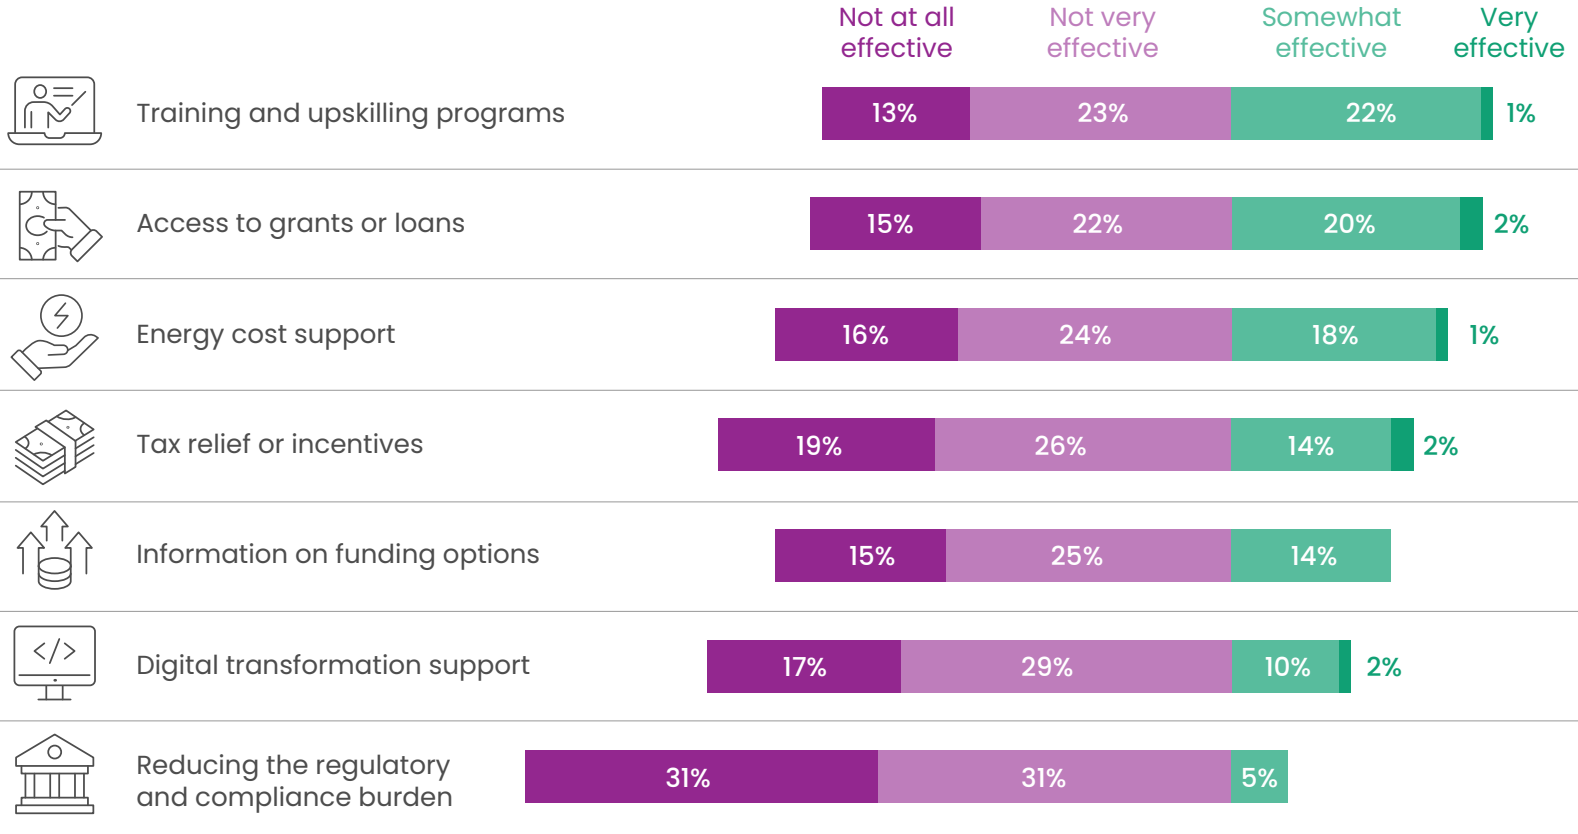 Not at all
effective
Not very
effective
Somewhat
effective
Very
effective
Training and upskilling programs
13%
23%
22%
1%
Access to grants or loans
15%
22%
20%
2%
Energy cost support
16%
24%
18%
1%
Tax relief or incentives
19%
26%
14%
2%
Information on funding options
15%
25%
14%
</>
Digital transformation support
17%
29%
10%
2%
Reducing the regulatory
and compliance burden
31%
31%
5%